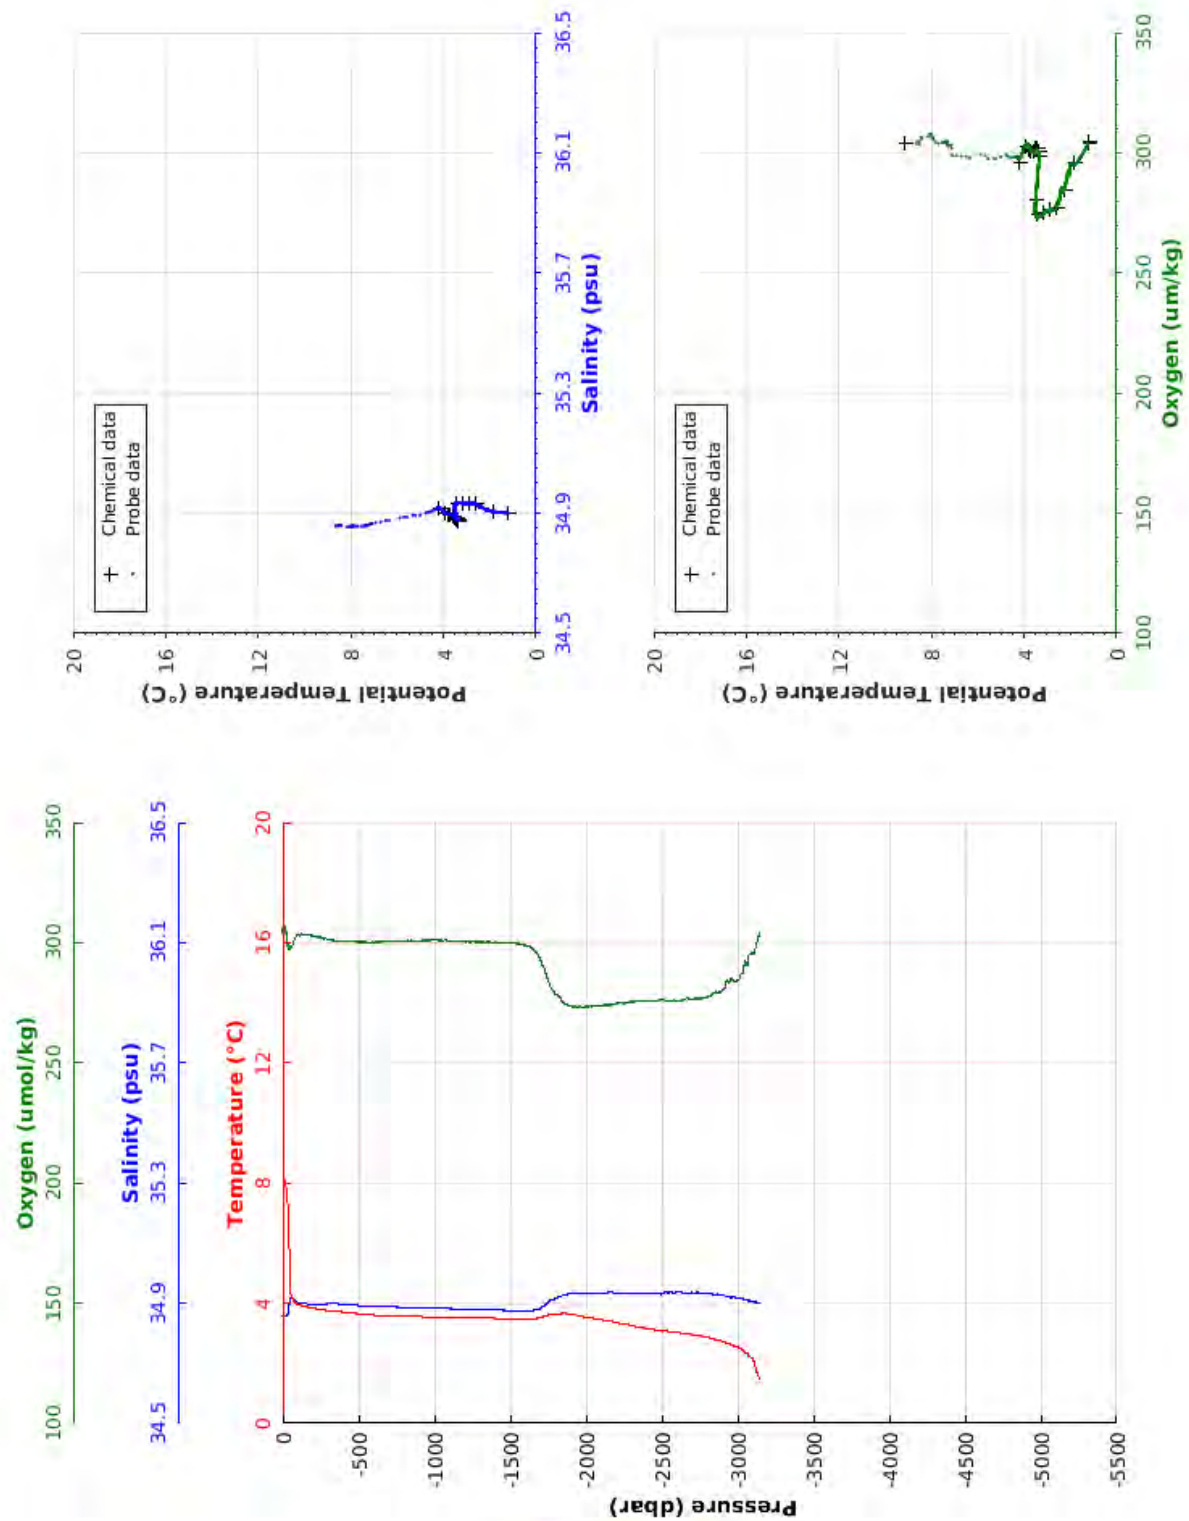 Oxygen (umol/kg)
100 150 200 250 300 350
Salinity (psu)
34.5 34.9 35.3 35.7 36.1 36.5
Temperature (°C)
0 4 8 12 16 20
Pressure (dbar)
0
-500
-1000
-1500
-2000
-2500
-3000
-3500
-4000
-4500
-5000
-5500
Potential Temperature (°C)
20
16
12
8
4
0
+ Chemical data
. Probe data
34.5 34.9 35.3 35.7 36.1 36.5
Salinity (psu)
Potential Temperature (°C)
20
16
12
8
4
0
+ Chemical data
. Probe data
100 150 200 250 300 350
Oxygen (um/kg)